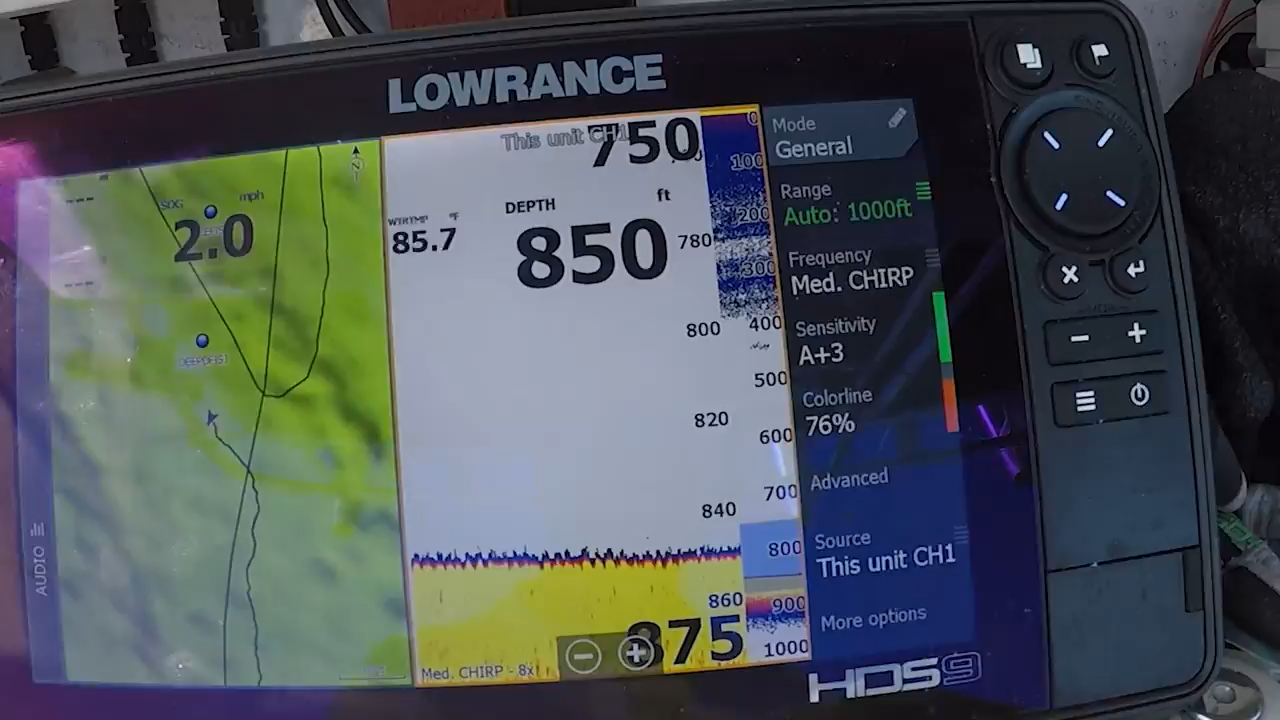 LOWRANCE
SOG mph
2.0
DEEPDEIS1
N
AUDIO
This unit CH1
750
WTRTMP °F
85.7
DEPTH ft
850
780
800
820
840
860
875
Med. CHIRP - 8x
0
100
200
300
400
500
600
700
800
900
1000
Mode
General
Range
Auto: 1000ft
Frequency
Med. CHIRP
Sensitivity
A+3
Colorline
76%
Advanced
Source
This unit CH1
More options
HDS9